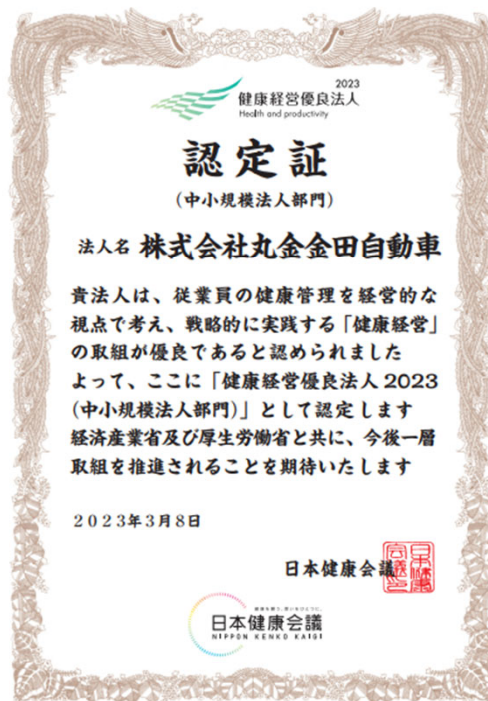 2023
健康経営優良法人
Health and productivity
認定証
(中小規模法人部門)
法人名 株式会社丸金金田自動車
貴法人は、従業員の健康管理を経営的な
視点で考え、戦略的に実践する「健康経営」
の取組が優良であると認められました
よって、ここに「健康経営優良法人2023
(中小規模法人部門)」として認定します
経済産業省及び厚生労働省と共に、今後一層
取組を推進されることを期待いたします
2023年3月8日
日本健康会議
日本健康会議
NIPPON KENKO KAIGI